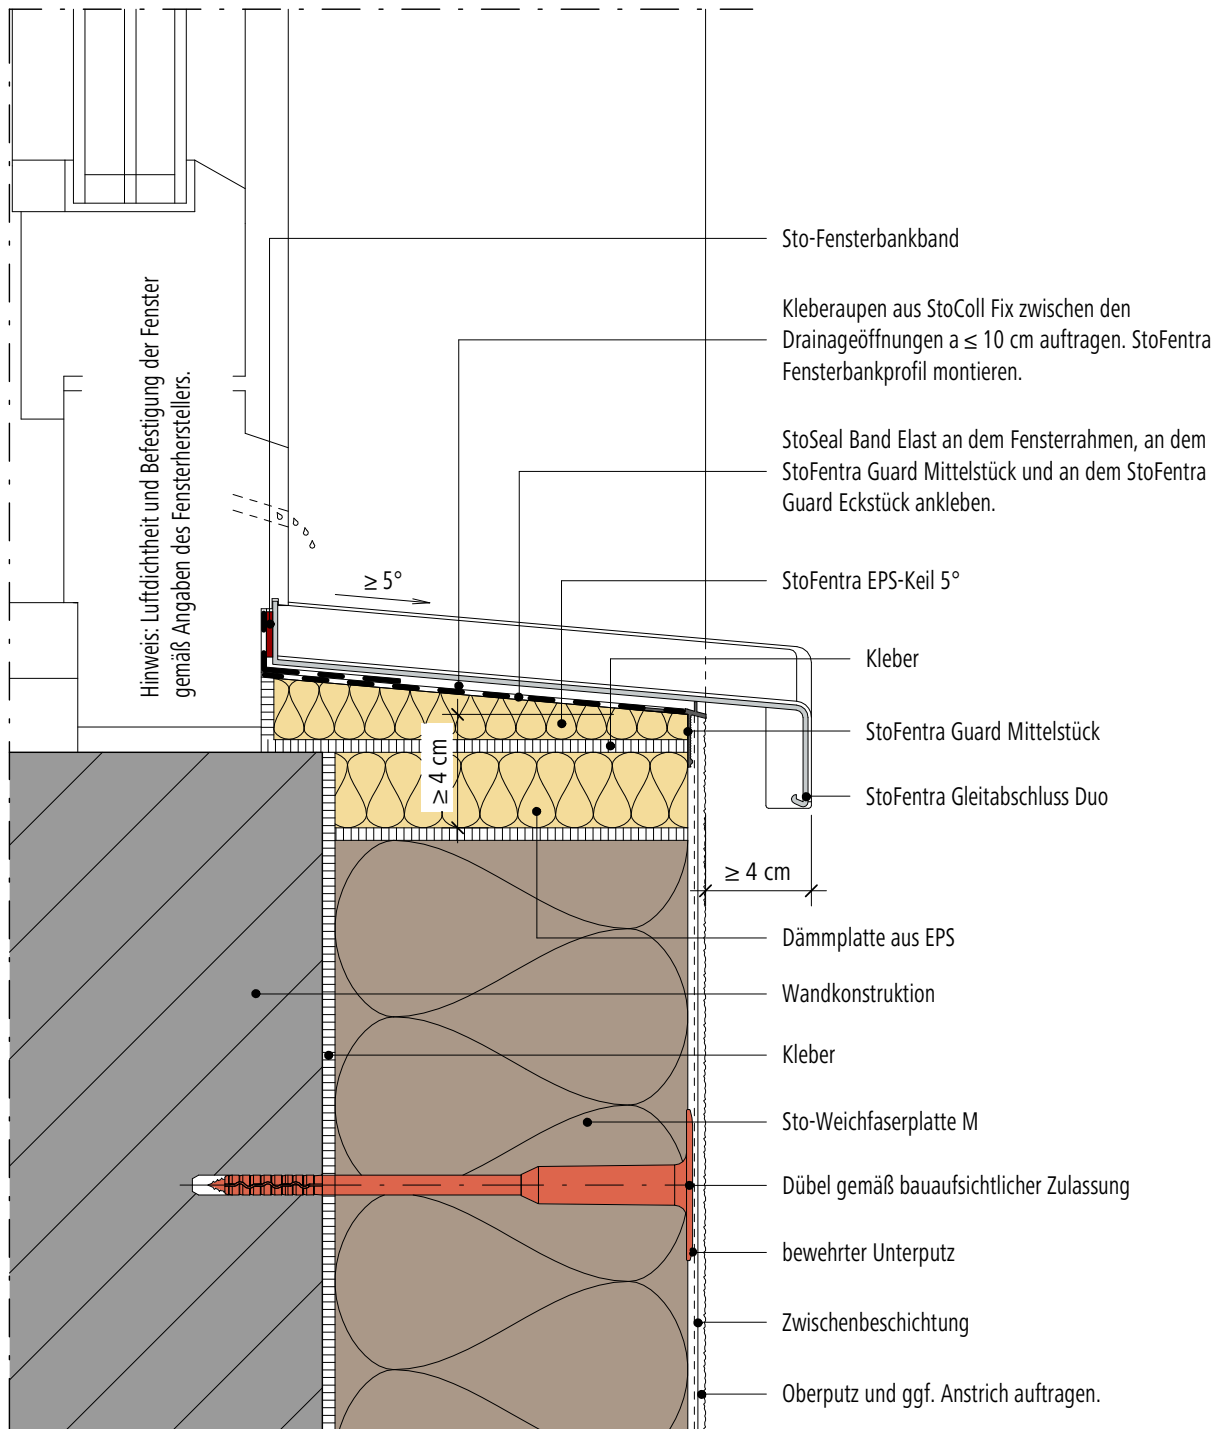 Sto-Fensterbankband
Kleberaupen aus StoColl Fix zwischen den
Drainageöffnungen a ≤ 10 cm auftragen. StoFentra
Fensterbankprofil montieren.
Hinweis: Luftdichtheit und Befestigung der Fenster
gemäß Angaben des Fensterherstellers.
StoSeal Band Elast an dem Fensterrahmen, an dem
StoFentra Guard Mittelstück und an dem StoFentra
Guard Eckstück ankleben.
≥ 5°
StoFentra EPS-Keil 5°
Kleber
StoFentra Guard Mittelstück
≥ 4 cm
StoFentra Gleitabschluss Duo
≥ 4 cm
Dämmplatte aus EPS
Wandkonstruktion
Kleber
Sto-Weichfaserplatte M
Dübel gemäß bauaufsichtlicher Zulassung
bewehrter Unterputz
Zwischenbeschichtung
Oberputz und ggf. Anstrich auftragen.